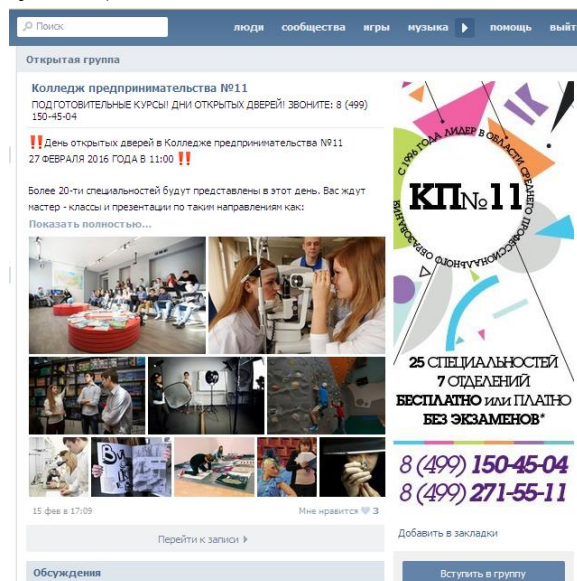 Поиск
люди сообщества игры музыка помощь
Открытая группа
Колледж предпринимательства №11
ПОДГОТОВИТЕЛЬНЫЕ КУРСЫ! ДНИ ОТКРЫТЫХ ДВЕРЕЙ! ЗВОНИТЕ: 8 (499)
150-45-04
‼День открытых дверей в Колледже предпринимательства №11
27 ФЕВРАЛЯ 2016 ГОДА В 11:00 ‼
Более 20-ти специальностей будут представлены в этот день. Вас ждут
мастер - классы и презентации по таким направлениям как:
Показать полностью...
15 фев в 17:09
Мне нравится 3
Перейти к записи
Обсуждения
С 1996 ГОДА ЛИДЕР В ОБЛАСТИ СРЕДНЕГО ПРОФЕССИОНАЛЬНОГО ОБРАЗОВАНИЯ
КП№11
25 СПЕЦИАЛЬНОСТЕЙ
7 ОТДЕЛЕНИЙ
БЕСПЛАТНО или ПЛАТНО
БЕЗ ЭКЗАМЕНОВ*
8 (499) 150-45-04
8 (499) 271-55-11
Добавить в закладки
Вступить в группу